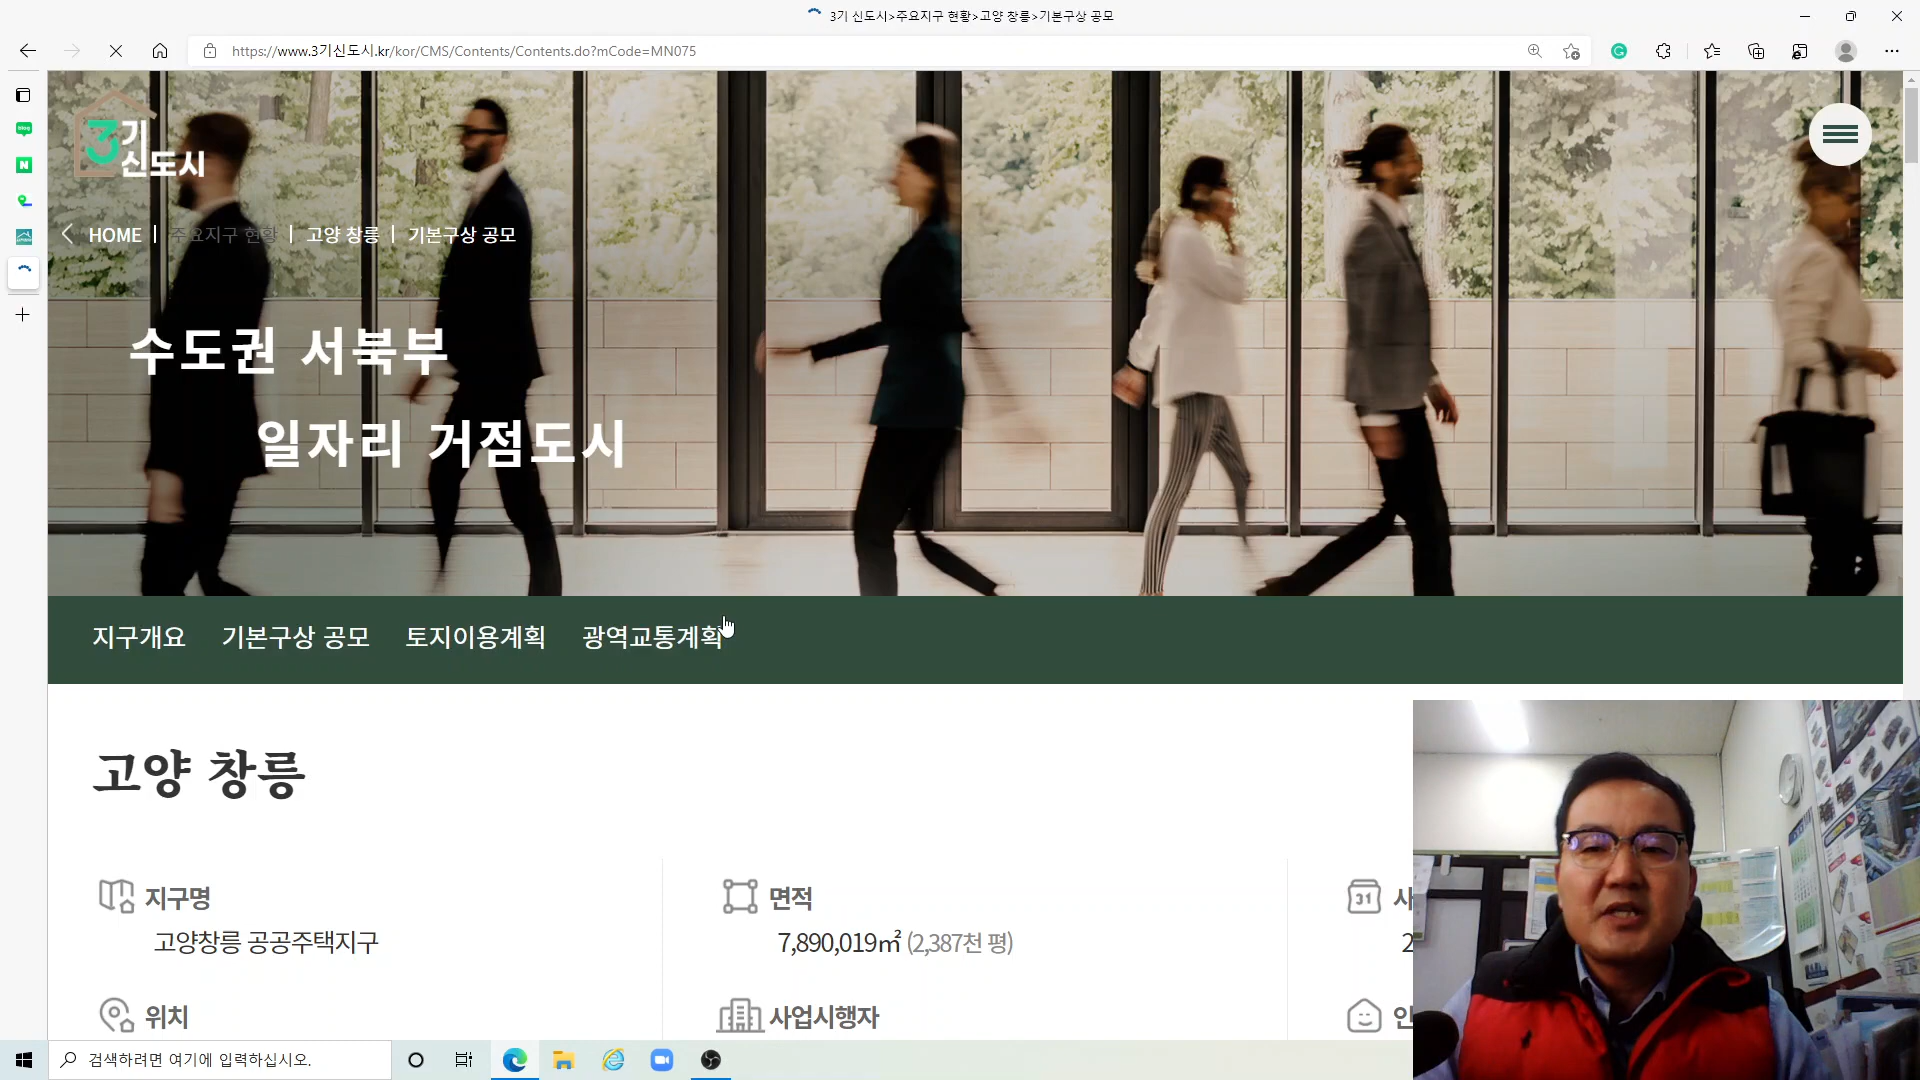 3기 신도시>주요지구 현황>고양 창릉>기본구상 공모
https://www.3기신도시.kr/kor/CMS/Contents/Contents.do?mCode=MN075
3기
신도시
HOME | 주요지구 현황 | 고양 창릉 | 기본구상 공모
수도권 서북부
일자리 거점도시
지구개요 기본구상 공모 토지이용계획 광역교통계획
고양 창릉
지구명
고양창릉 공공주택지구
면적
7,890,019㎡ (2,387천 평)
위치
사업시행자
검색하려면 여기에 입력하십시오.